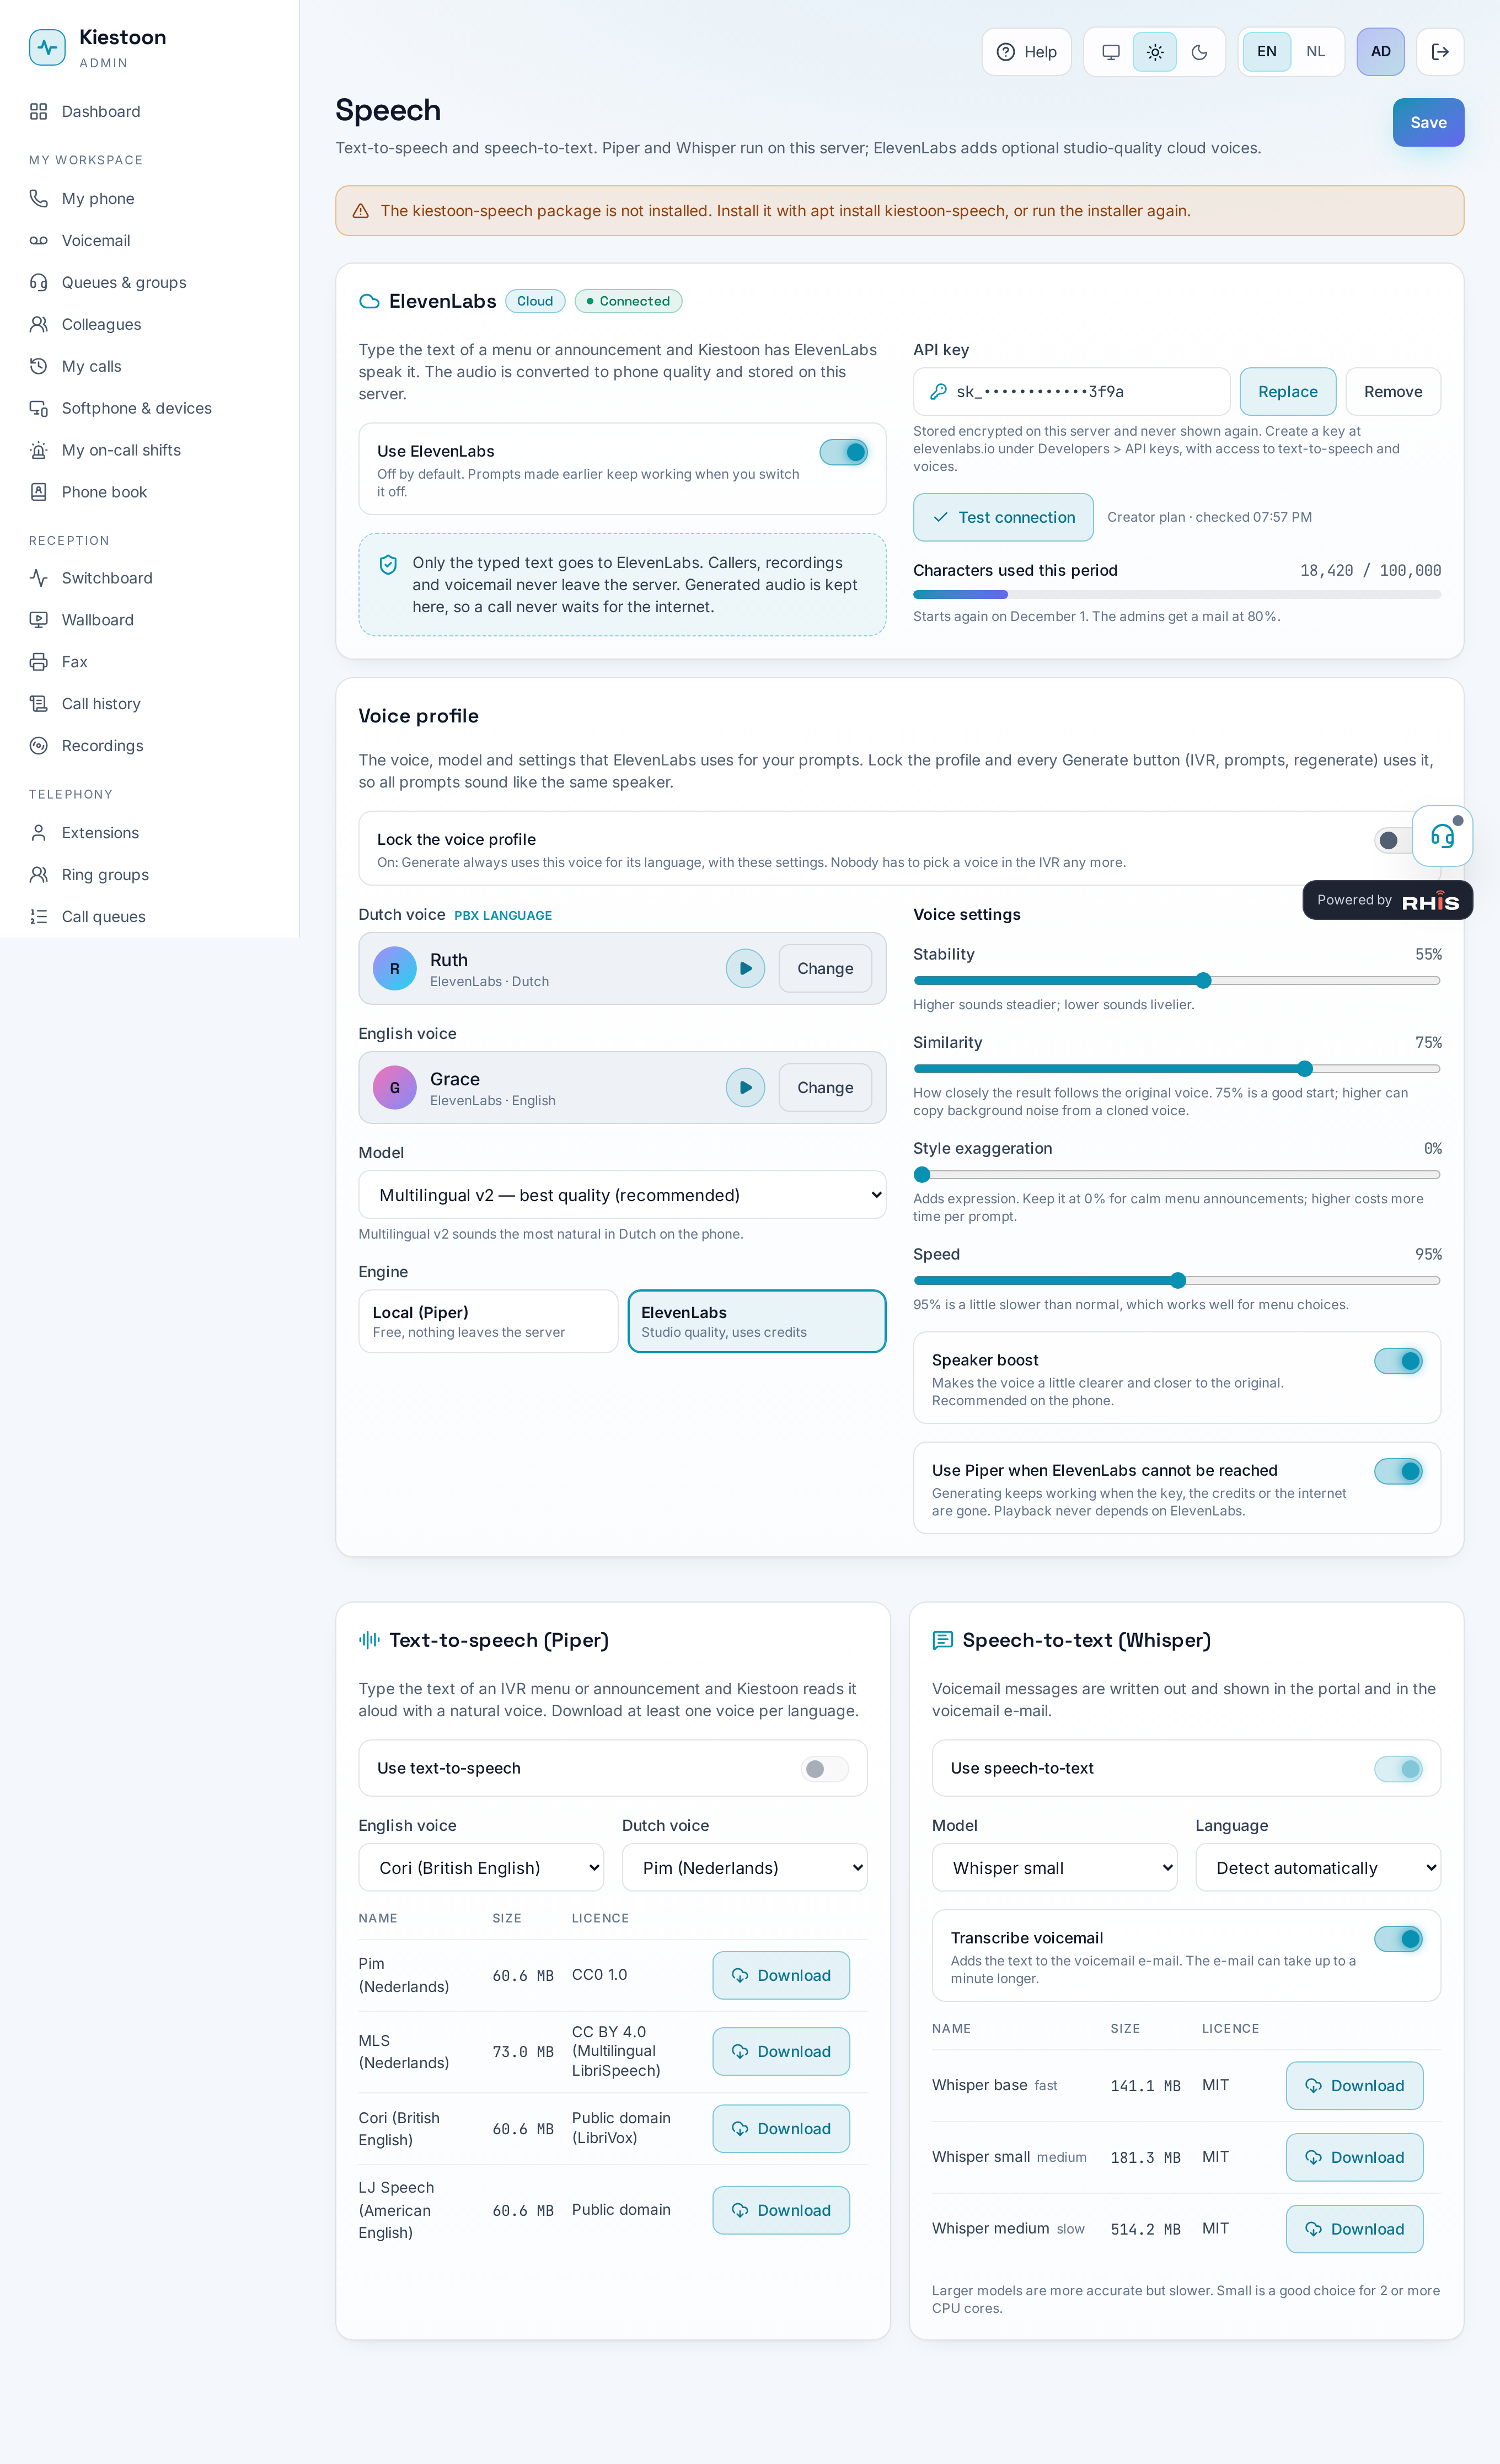 Kiestoon
ADMIN
Dashboard
MY WORKSPACE
My phone
Voicemail
Queues & groups
Colleagues
My calls
Softphone & devices
My on-call shifts
Phone book
RECEPTION
Switchboard
Wallboard
Fax
Call history
Recordings
TELEPHONY
Extensions
Ring groups
Call queues
Help
EN
NL
AD
Speech
Save
Text-to-speech and speech-to-text. Piper and Whisper run on this server; ElevenLabs adds optional studio-quality cloud voices.
The kiestoon-speech package is not installed. Install it with apt install kiestoon-speech, or run the installer again.
ElevenLabs Cloud Connected
Type the text of a menu or announcement and Kiestoon has ElevenLabs
speak it. The audio is converted to phone quality and stored on this
server.
Use ElevenLabs
Off by default. Prompts made earlier keep working when you switch
it off.
Only the typed text goes to ElevenLabs. Callers, recordings
and voicemail never leave the server. Generated audio is kept
here, so a call never waits for the internet.
API key
sk_••••••••••••3f9a
Replace
Remove
Stored encrypted on this server and never shown again. Create a key at
elevenlabs.io under Developers > API keys, with access to text-to-speech and
voices.
Test connection
Creator plan · checked 07:57 PM
Characters used this period 18,420 / 100,000
Starts again on December 1. The admins get a mail at 80%.
Voice profile
The voice, model and settings that ElevenLabs uses for your prompts. Lock the profile and every Generate button (IVR, prompts, regenerate) uses it,
so all prompts sound like the same speaker.
Lock the voice profile
On: Generate always uses this voice for its language, with these settings. Nobody has to pick a voice in the IVR any more.
Powered by RHIS
Dutch voice PBX LANGUAGE
R
Ruth
ElevenLabs · Dutch
Change
English voice
G
Grace
ElevenLabs · English
Change
Model
Multilingual v2 — best quality (recommended)
Multilingual v2 sounds the most natural in Dutch on the phone.
Engine
Local (Piper)
Free, nothing leaves the server
ElevenLabs
Studio quality, uses credits
Voice settings
Stability 55%
Higher sounds steadier; lower sounds livelier.
Similarity 75%
How closely the result follows the original voice. 75% is a good start; higher can
copy background noise from a cloned voice.
Style exaggeration 0%
Adds expression. Keep it at 0% for calm menu announcements; higher costs more
time per prompt.
Speed 95%
95% is a little slower than normal, which works well for menu choices.
Speaker boost
Makes the voice a little clearer and closer to the original.
Recommended on the phone.
Use Piper when ElevenLabs cannot be reached
Generating keeps working when the key, the credits or the internet
are gone. Playback never depends on ElevenLabs.
Text-to-speech (Piper)
Type the text of an IVR menu or announcement and Kiestoon reads it
aloud with a natural voice. Download at least one voice per language.
Use text-to-speech
English voice
Cori (British English)
Dutch voice
Pim (Nederlands)
NAME SIZE LICENCE
Pim
(Nederlands)
60.6 MB
CC0 1.0
Download
MLS
(Nederlands)
73.0 MB
CC BY 4.0
(Multilingual
LibriSpeech)
Download
Cori (British
English)
60.6 MB
Public domain
(LibriVox)
Download
LJ Speech
(American
English)
60.6 MB
Public domain
Download
Speech-to-text (Whisper)
Voicemail messages are written out and shown in the portal and in the
voicemail e-mail.
Use speech-to-text
Model
Whisper small
Language
Detect automatically
Transcribe voicemail
Adds the text to the voicemail e-mail. The e-mail can take up to a
minute longer.
NAME SIZE LICENCE
Whisper base fast 141.1 MB MIT Download
Whisper small medium 181.3 MB MIT Download
Whisper medium slow 514.2 MB MIT Download
Larger models are more accurate but slower. Small is a good choice for 2 or more
CPU cores.